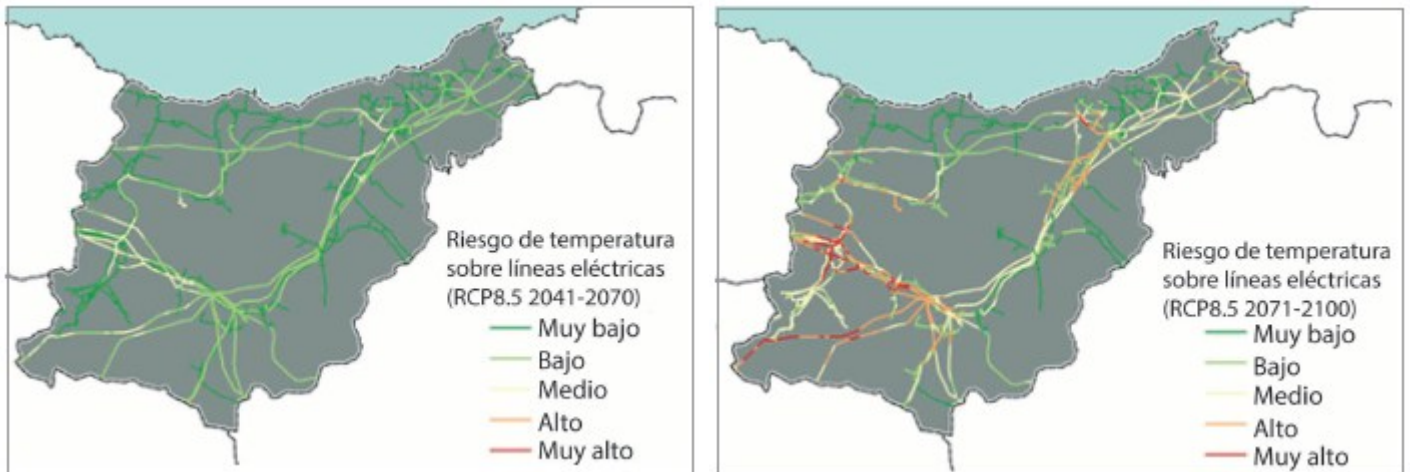 Riesgo de temperatura
sobre líneas eléctricas
(RCP8.5 2041-2070)
Muy bajo
Bajo
Medio
Alto
Muy alto
Riesgo de temperatura
sobre líneas eléctricas
(RCP8.5 2071-2100)
Muy bajo
Bajo
Medio
Alto
Muy alto